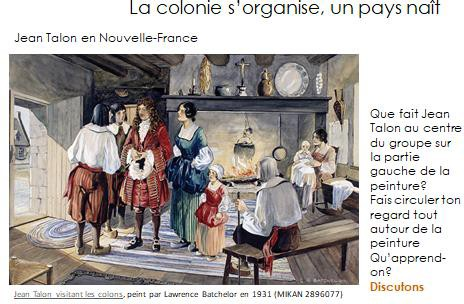 La colonie s’organise, un pays naît
Jean Talon en Nouvelle-France
Que fait Jean
Talon au centre
du groupe sur
la partie
gauche de la
peinture?
Fais circuler ton
regard tout
autour de la
peinture
Qu’apprend-
on?
Discutons
Jean Talon visitant les colons, peint par Lawrence Batchelor en 1931 (MIKAN 2896077)